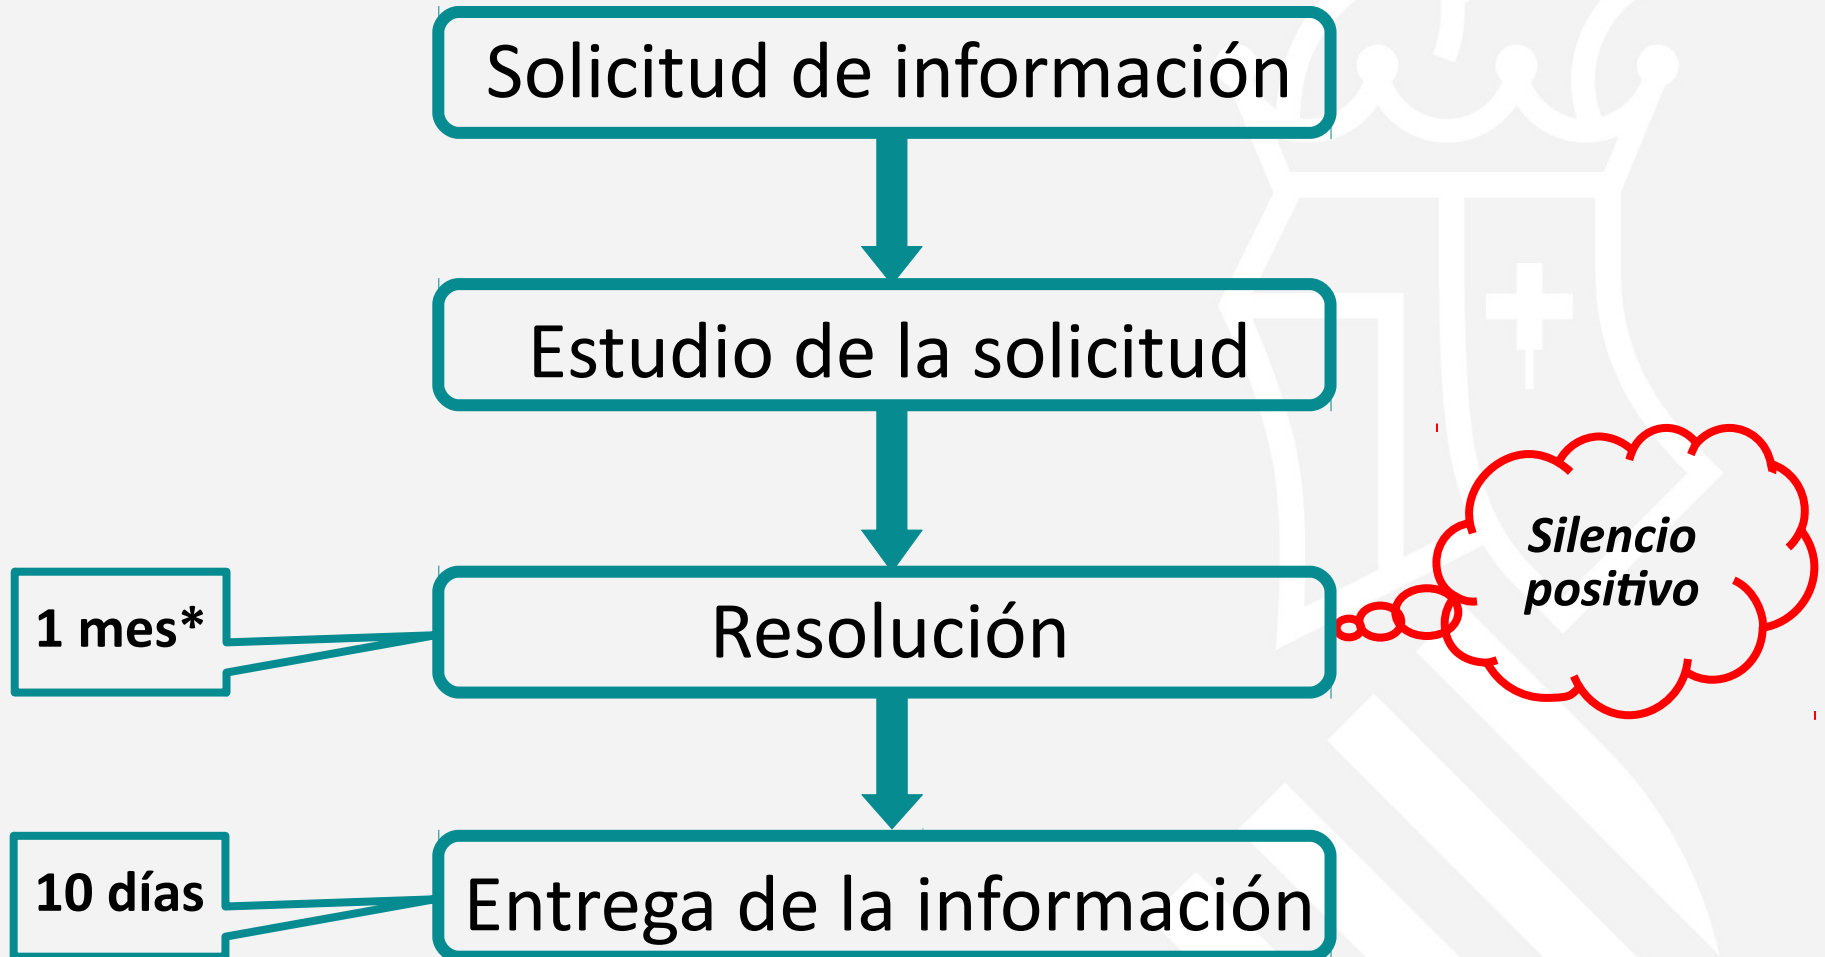 Solicitud de información
Estudio de la solicitud
Silencio
positivo
1 mes*
Resolución
10 días
Entrega de la información